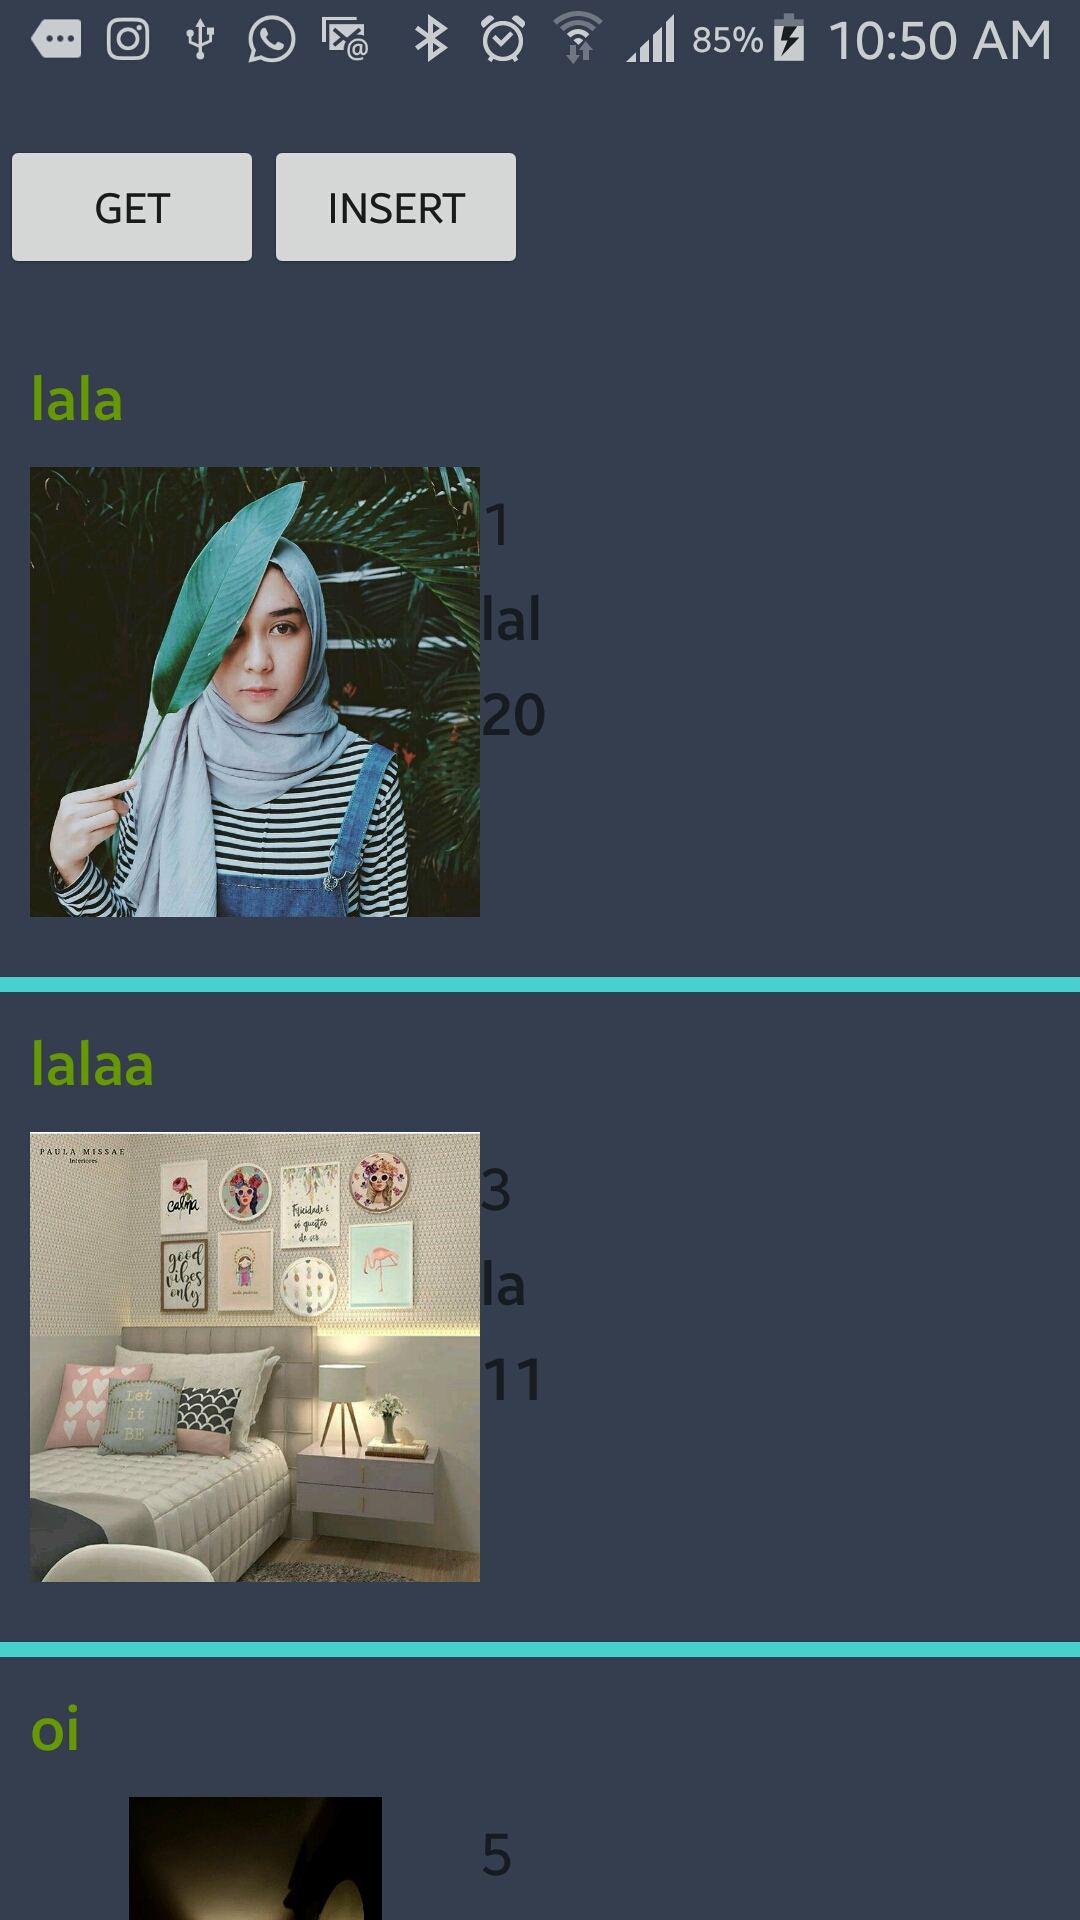 85% 10:50 AM
GET INSERT
lala
1
lal
20
lalaa
PAULA MISSAE
Interiores
calma
Felicidade é
só questão
de ser
good
vibes
only
Let
it
BE
3
la
11
oi
5